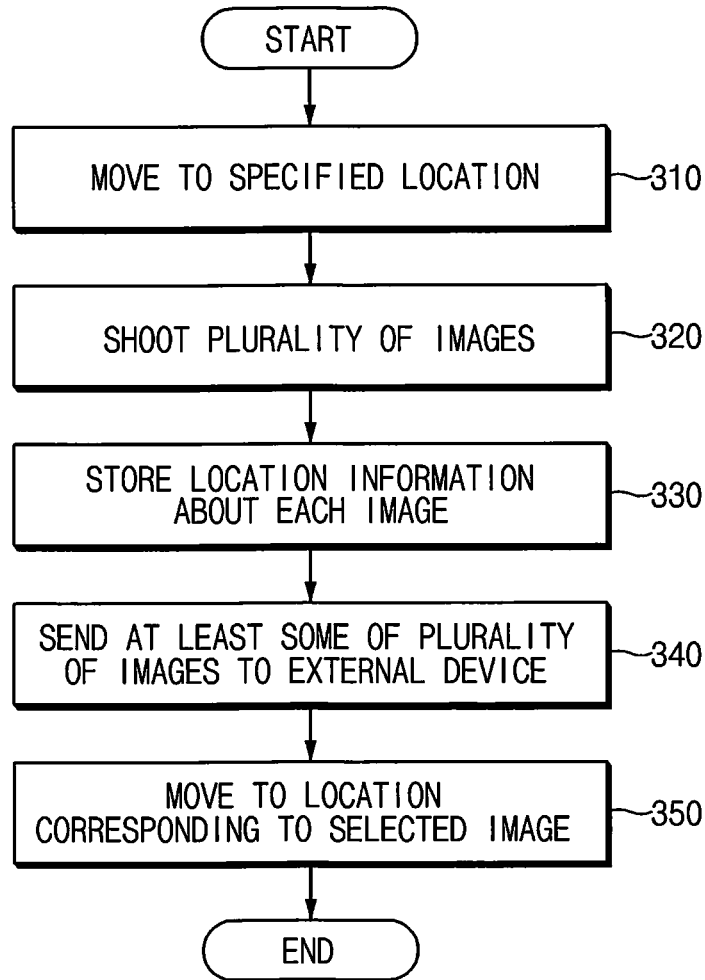 START
MOVE TO SPECIFIED LOCATION
310
SHOOT PLURALITY OF IMAGES
320
STORE LOCATION INFORMATION
ABOUT EACH IMAGE
330
SEND AT LEAST SOME OF PLURALITY
OF IMAGES TO EXTERNAL DEVICE
340
MOVE TO LOCATION
CORRESPONDING TO SELECTED IMAGE
350
END